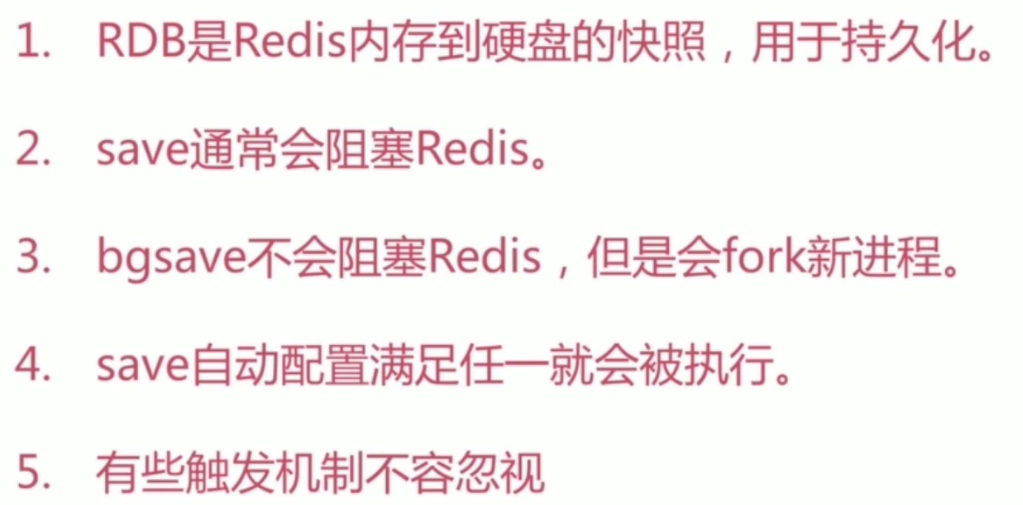 1. RDB是Redis内存到硬盘的快照，用于持久化。
2. save通常会阻塞Redis。
3. bgsave不会阻塞Redis，但是会fork新进程。
4. save自动配置满足任一就会被执行。
5. 有些触发机制不容忽视